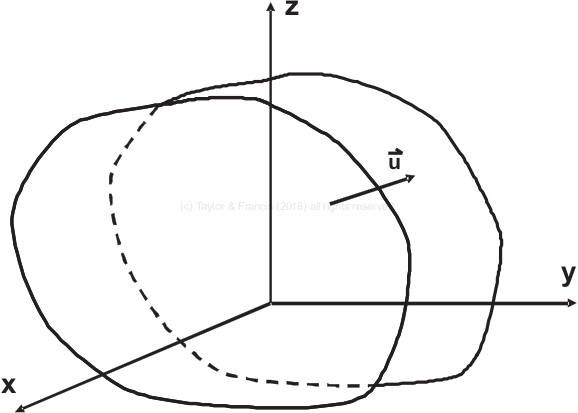 z
u
(c) Taylor & Francis (2018) all rights reserved
y
x